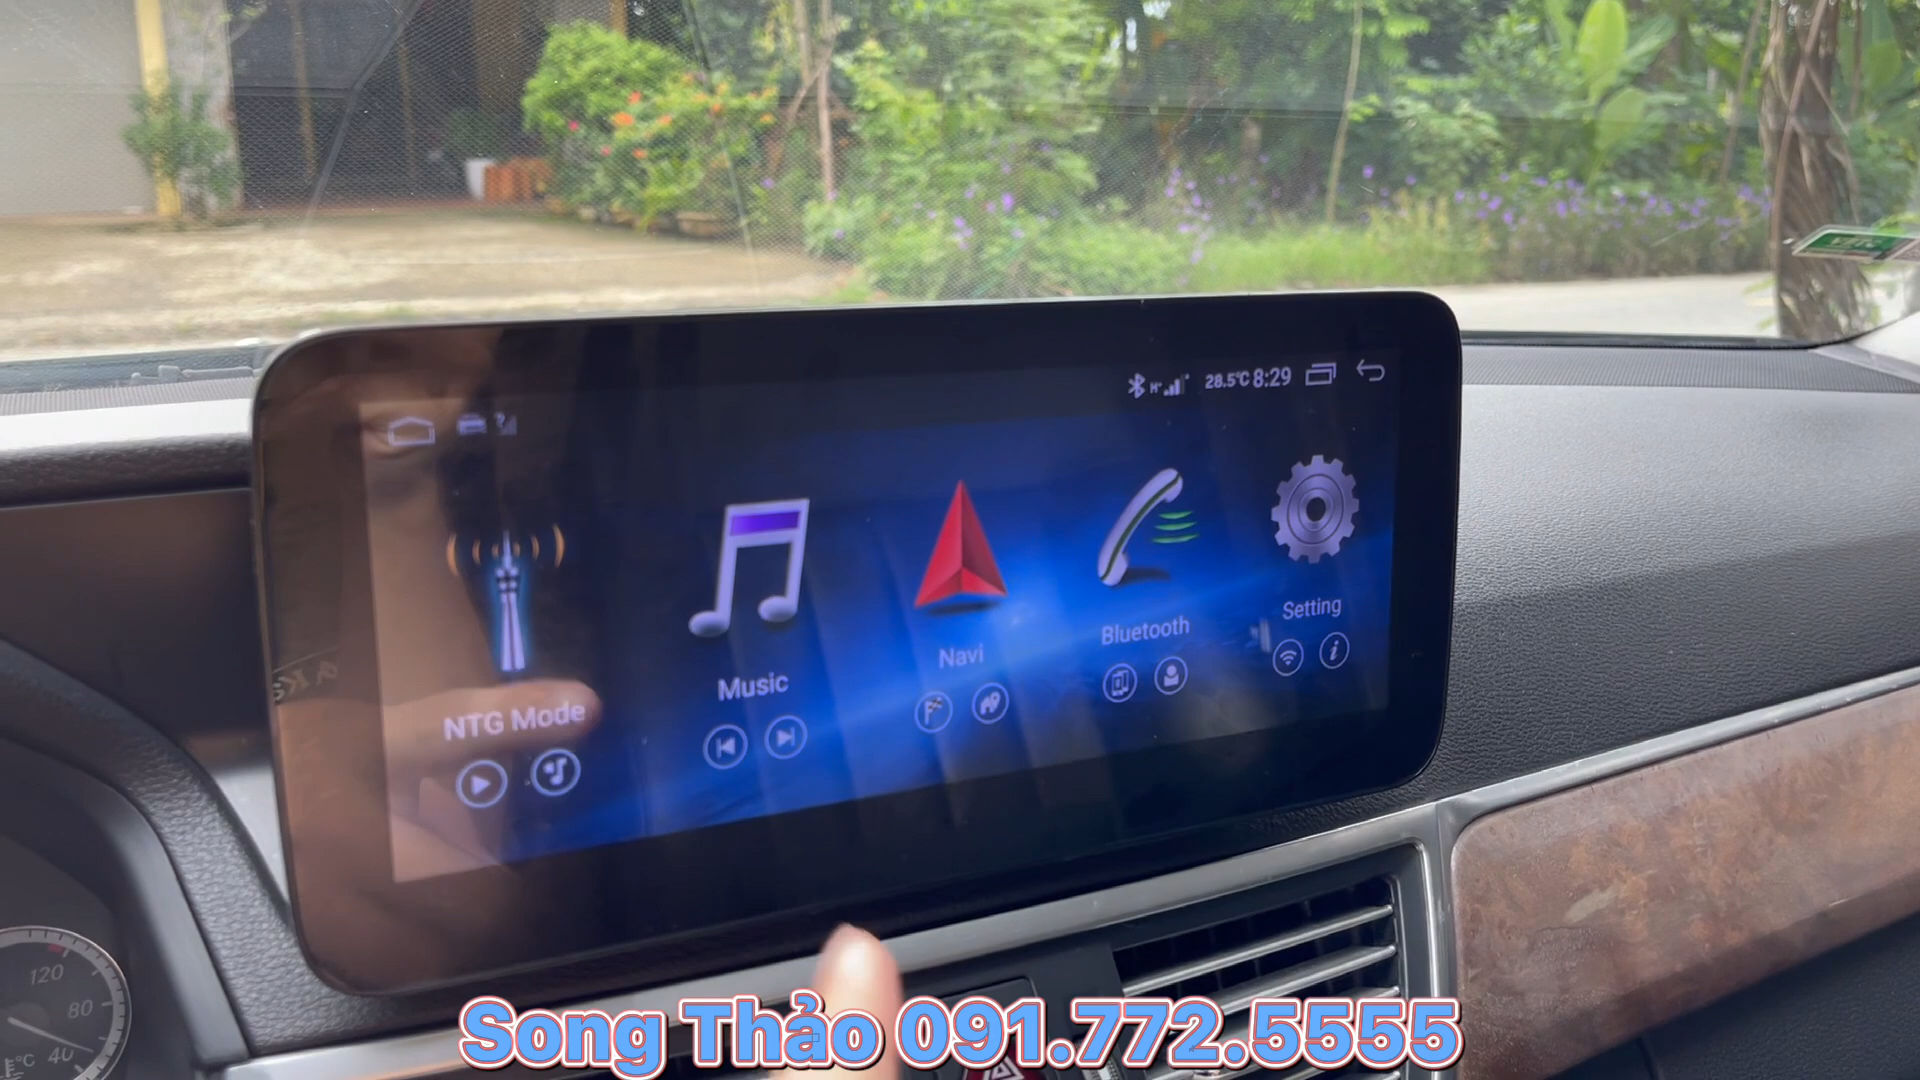 28.5°C 8:29
NTG Mode
Music
Navi
Bluetooth
Setting
120
80
40
°C
Song Thảo 091.772.5555